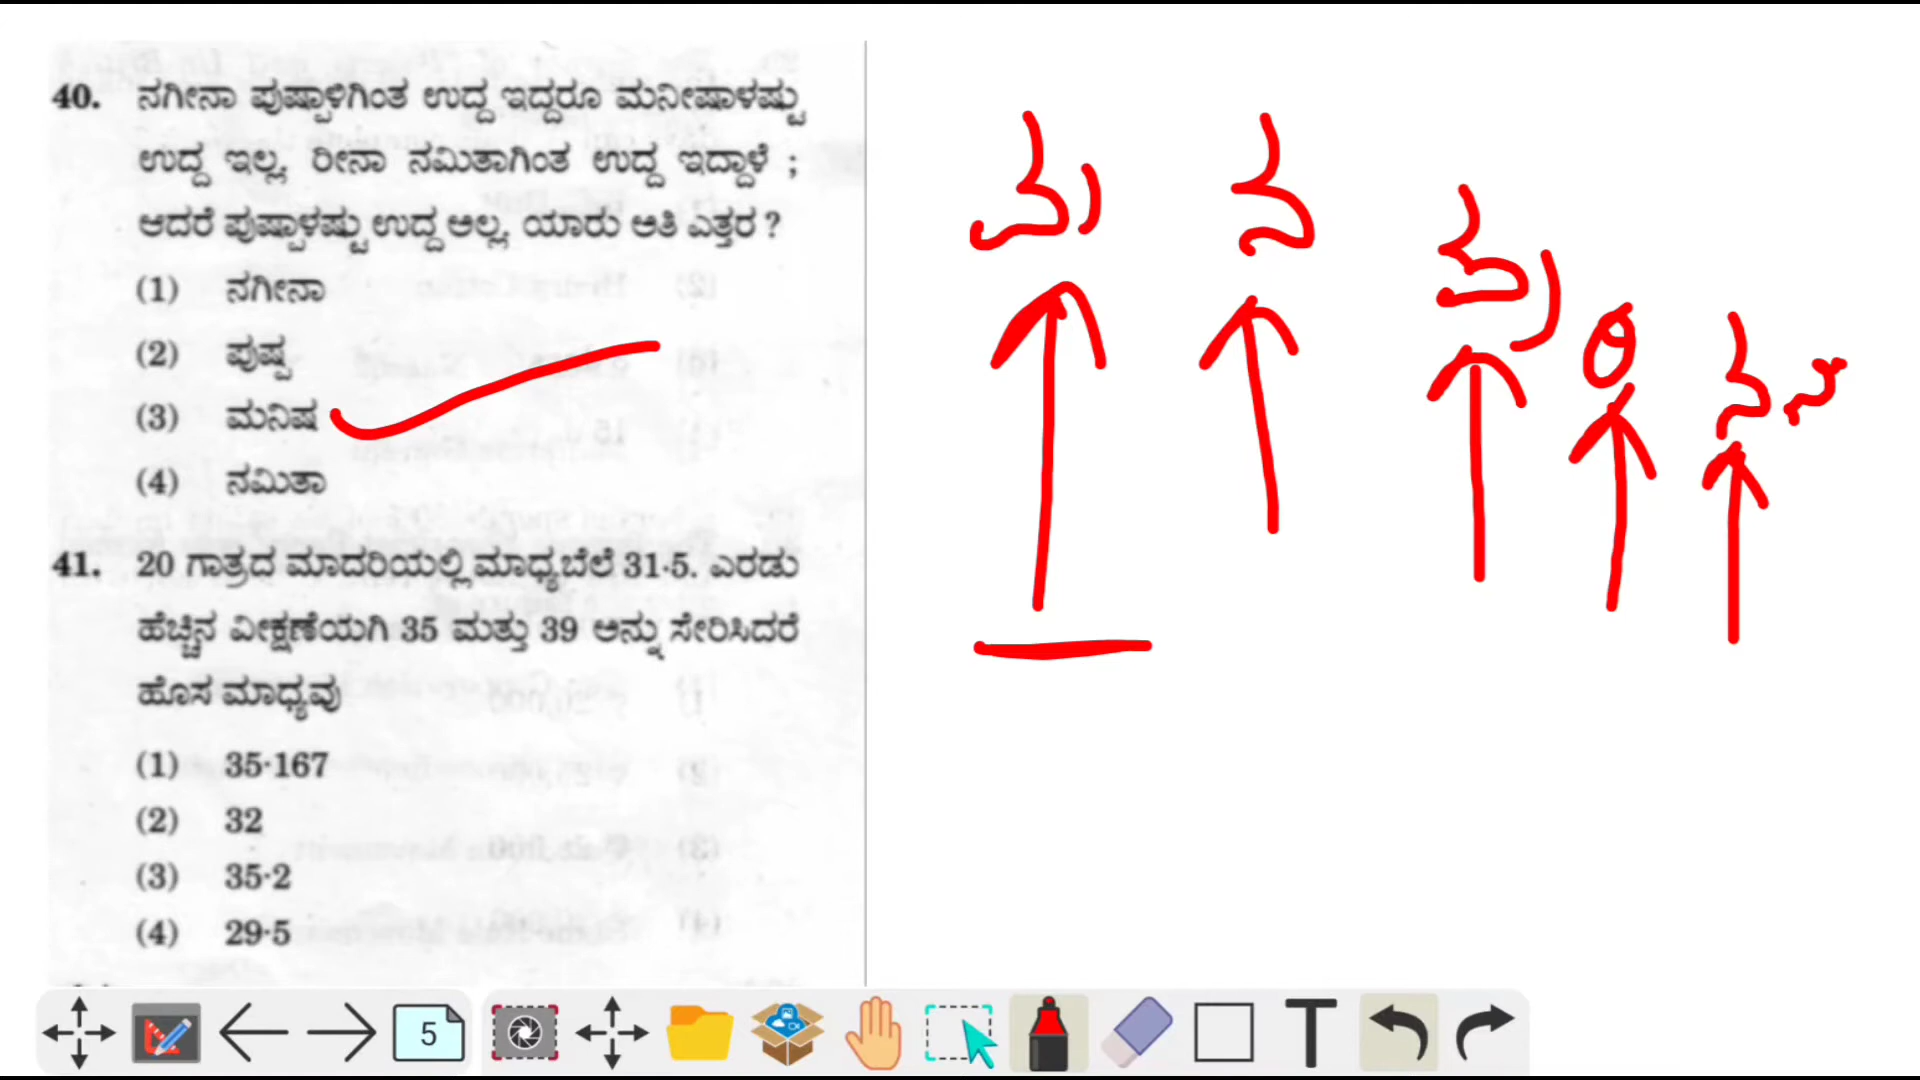 40. ನಗೀನಾ ಪುಷ್ಪಾಳಿಗಿಂತ ಉದ್ದ ಇದ್ದರೂ ಮನೀಷಾಳಷ್ಟು
ಉದ್ದ ಇಲ್ಲ. ರೀನಾ ನಮಿತಾಗಿಂತ ಉದ್ದ ಇದ್ದಾಳೆ ;
ಆದರೆ ಪುಷ್ಪಾಳಷ್ಟು ಉದ್ದ ಅಲ್ಲ. ಯಾರು ಅತಿ ಎತ್ತರ ?
(1) ನಗೀನಾ
(2) ಪುಷ್ಪ
(3) ಮನಿಷ
(4) ನಮಿತಾ
41. 20 ಗಾತ್ರದ ಮಾದರಿಯಲ್ಲಿ ಮಾಧ್ಯಬೆಲೆ 31·5. ಎರಡು
ಹೆಚ್ಚಿನ ವೀಕ್ಷಣೆಯಗಿ 35 ಮತ್ತು 39 ಅನ್ನು ಸೇರಿಸಿದರೆ
ಹೊಸ ಮಾಧ್ಯವು
(1) 35·167
(2) 32
(3) 35·2
(4) 29·5
5
T